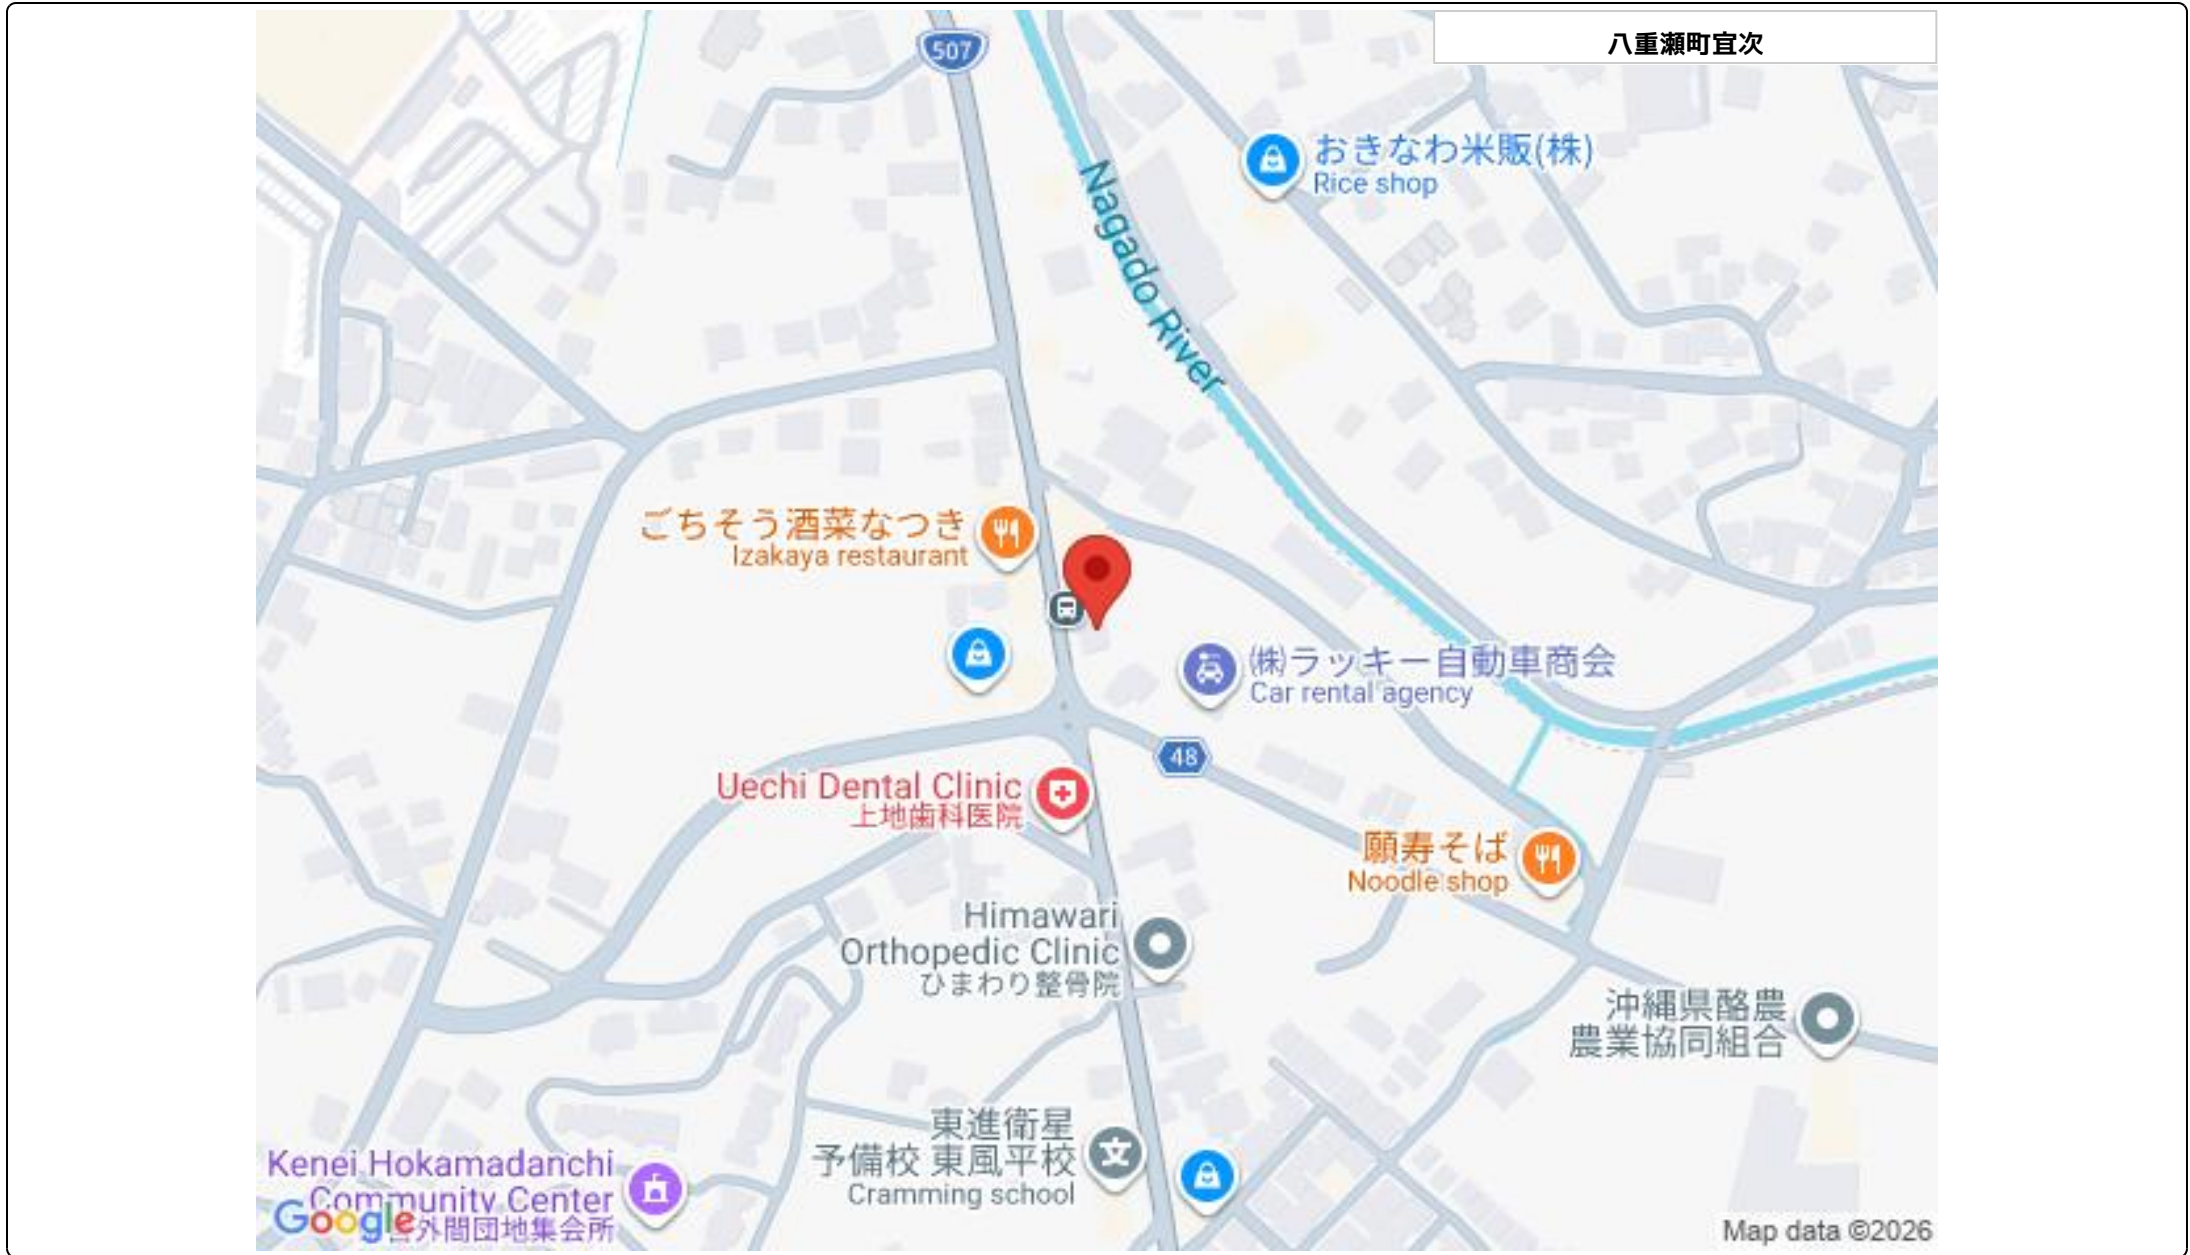 八重瀬町宜次
507
おきなわ米販(株)
Rice shop
Nagado River
ごちそう酒菜なつき
Izakaya restaurant
㈱ラッキー自動車商会
Car rental agency
48
Uechi Dental Clinic
上地歯科医院
願寿そば
Noodle shop
Himawari
Orthopedic Clinic
ひまわり整骨院
沖縄県酪農
農業協同組合
東進衛星
予備校 東風平校
Cramming school
文
Kenei Hokamadanchi
Community Center
外間団地集会所
Google
Map data ©2026